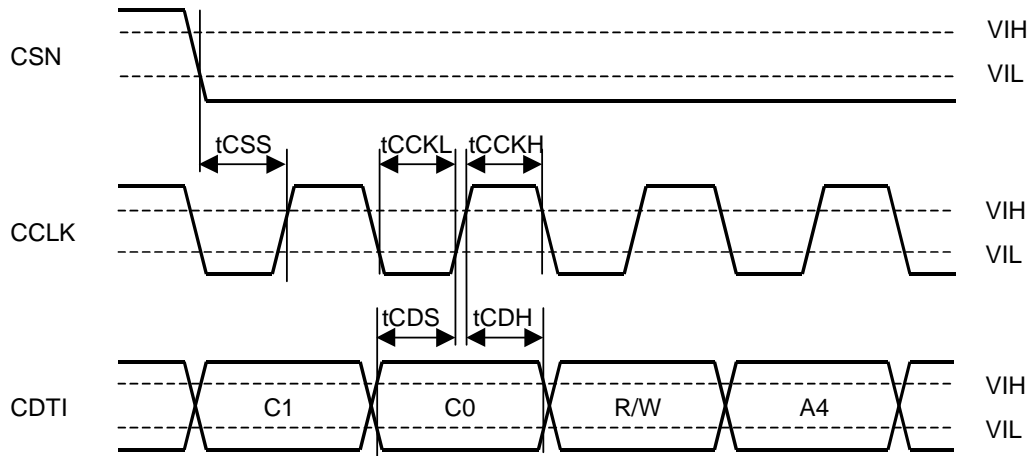 CSN
VIH
VIL
tCSS
tCCKL
tCCKH
CCLK
VIH
VIL
tCDS
tCDH
CDTI
C1
C0
R/W
A4
VIH
VIL